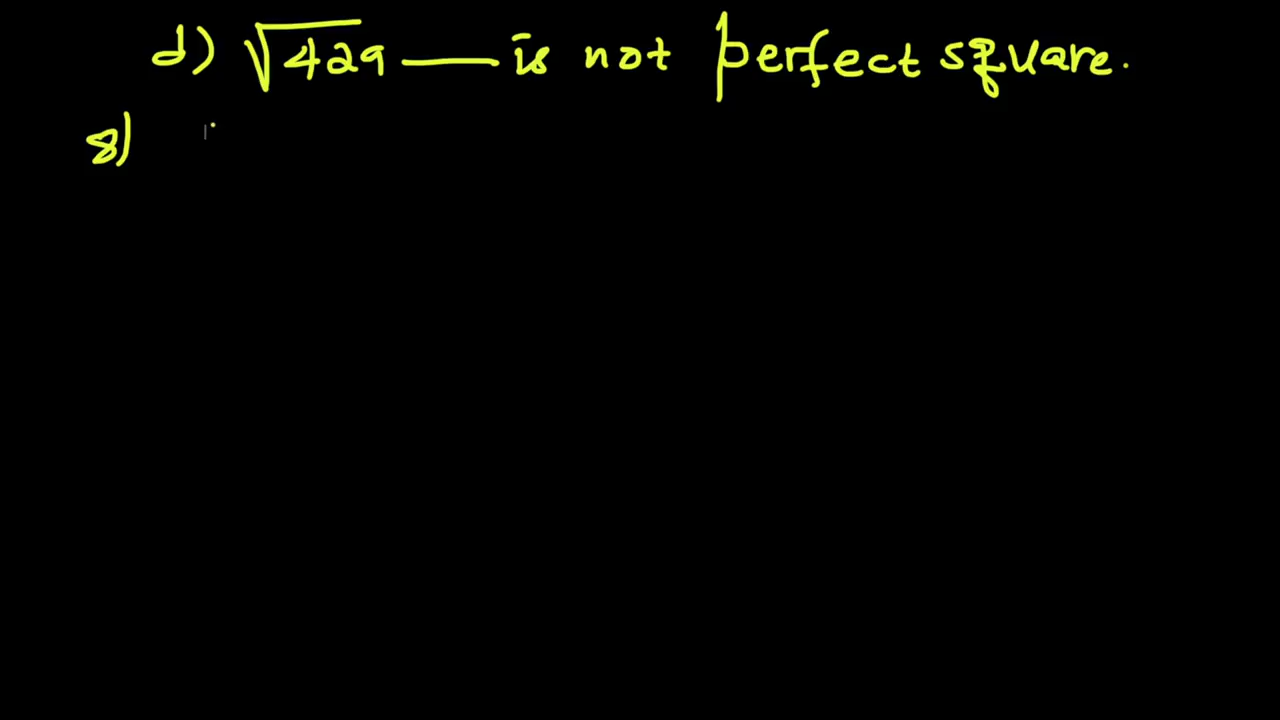 d) √429 — is not perfect square.
8)